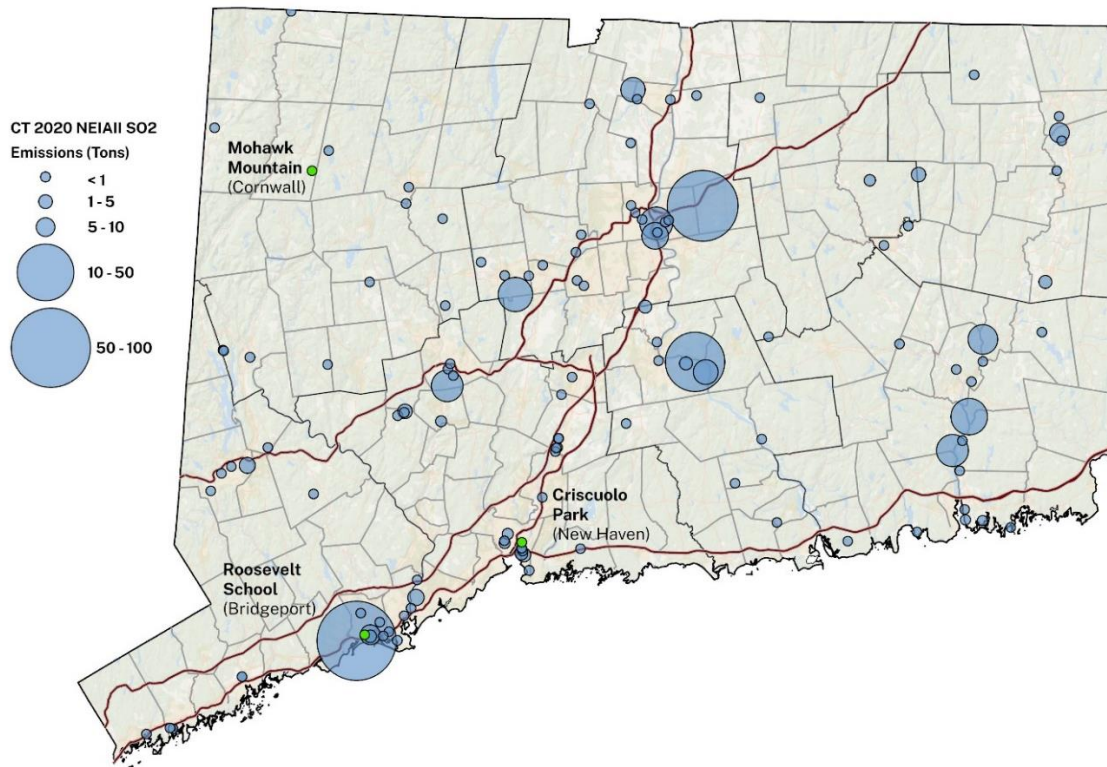 CT 2020 NEIAII SO2
Emissions (Tons)
< 1
1 - 5
5 - 10
10 - 50
50 - 100
Mohawk
Mountain
(Cornwall)
Criscuolo
Park
(New Haven)
Roosevelt
School
(Bridgeport)